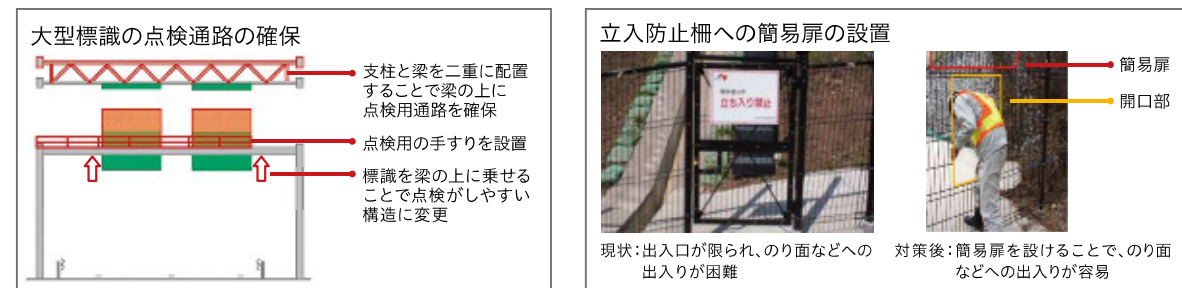 大型標識の点検通路の確保
支柱と梁を二重に配置
することで梁の上に
点検用通路を確保
点検用の手すりを設置
標識を梁の上に乗せる
ことで点検がしやすい
構造に変更
立入防止柵への簡易扉の設置
立ち入り禁止
簡易扉
開口部
現状：出入口が限られ、のり面などへの
出入りが困難
対策後：簡易扉を設けることで、のり面
などへの出入りが容易